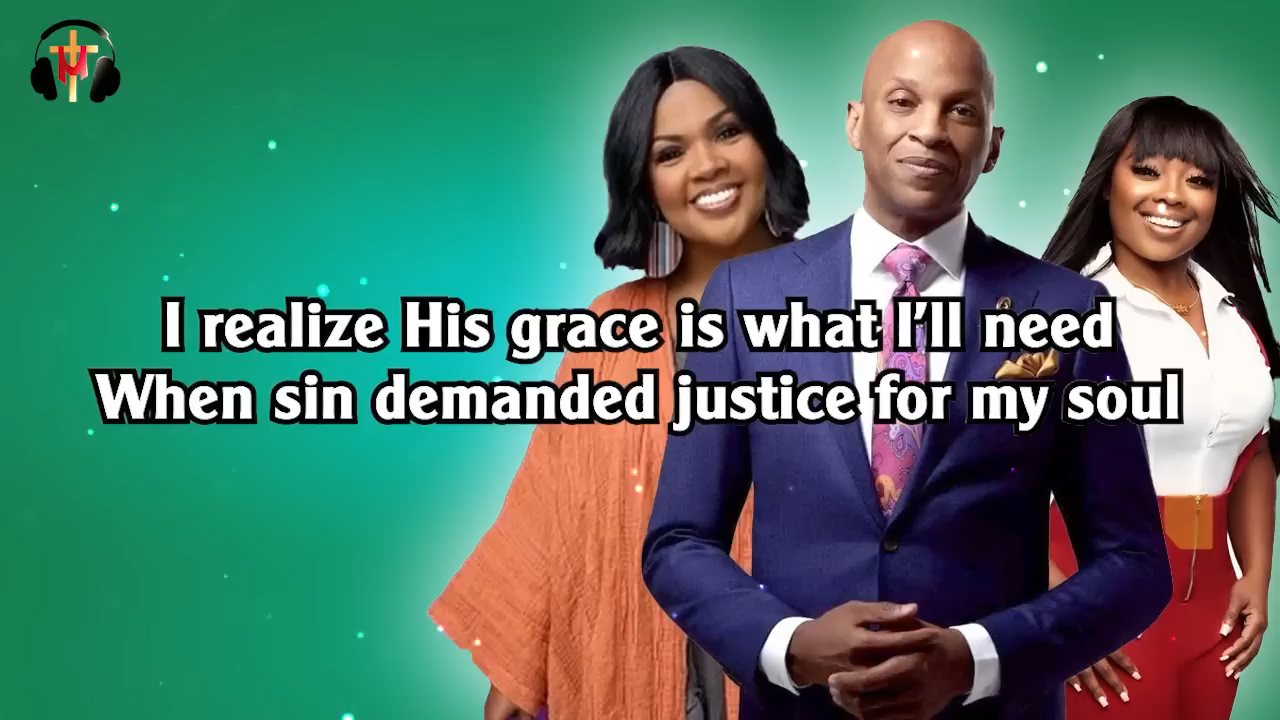 I realize His grace is what I'll need
When sin demanded justice for my soul